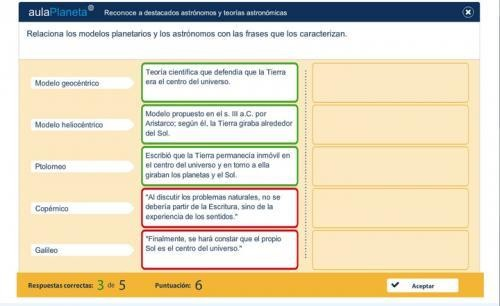 aulaPlaneta Reconoce a destacados astrónomos y teorías astronómicas
Relaciona los modelos planetarios y los astrónomos con las frases que los caracterizan.
Modelo geocéntrico
Teoría científica que defendia que la Tierra
era el centro del universo.
Modelo heliocéntrico
Modelo propuesto en el s. III a.C. por
Aristarco; según él, la Tierra giraba alrededor
del Sol.
Ptolomeo
Escribió que la Tierra permanecía inmóvil en
el centro del universo y en torno a ella
giraban los planetas y el Sol.
Copérnico
"Al discutir los problemas naturales, no se
debería partir de la Escritura, sino de la
experiencia de los sentidos."
Galileo
"Finalmente, se hará constar que el propio
Sol es el centro del universo."
Respuestas correctas: 3 de 5 Puntuación: 6 Aceptar